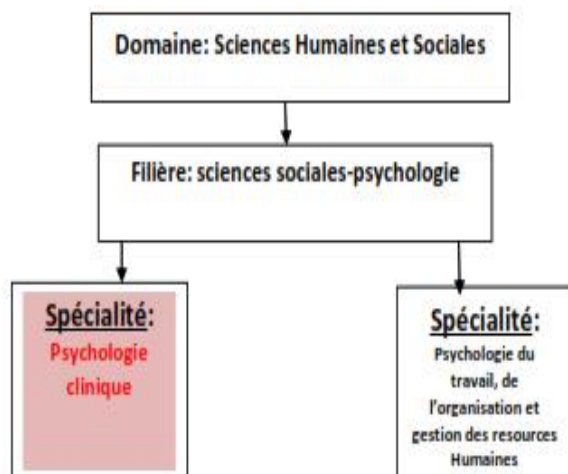 Domaine: Sciences Humaines et Sociales
Filière: sciences sociales-psychologie
Spécialité:
Psychologie
clinique
Spécialité:
Psychologie du
travail, de
l'organisation et
gestion des resources
Humaines